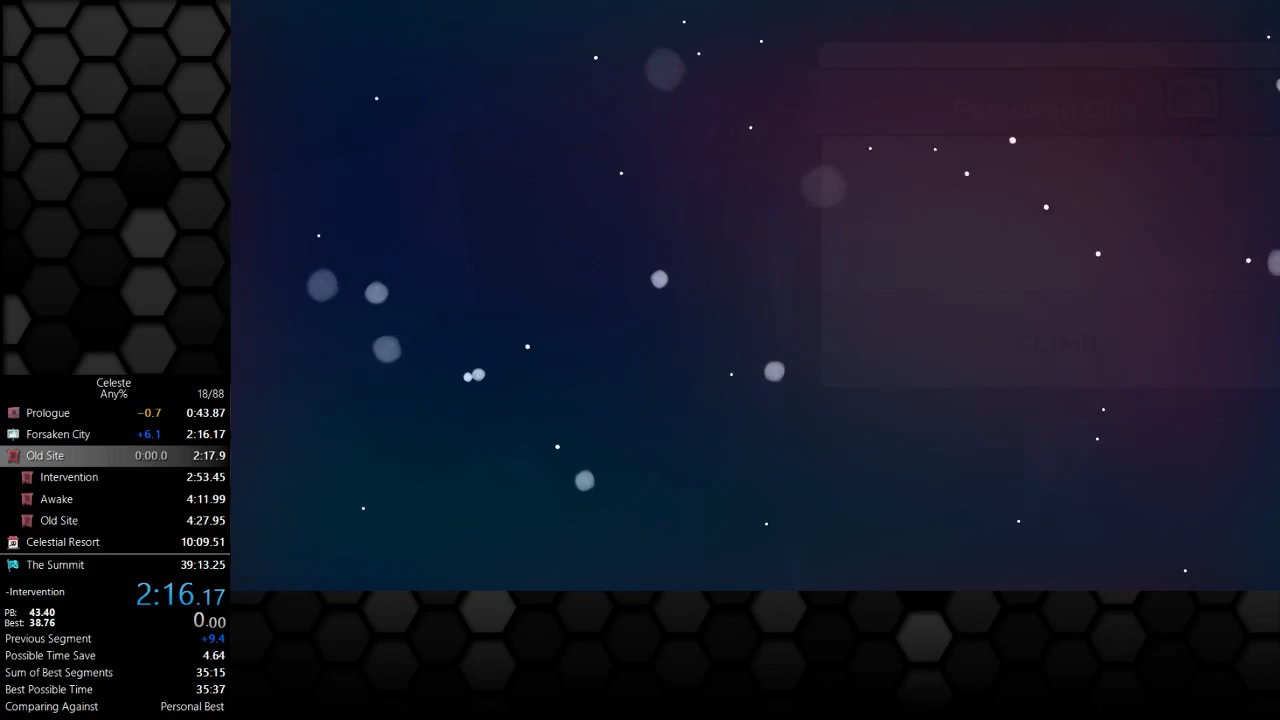 Forsaken City
CLIMB
Celeste
Any% 18/88
Prologue −0.7 0:43.87
Forsaken City +6.1 2:16.17
Old Site 0:00.0 2:17.9
Intervention 2:53.45
Awake 4:11.99
Old Site 4:27.95
Celestial Resort 10:09.51
The Summit 39:13.25
-Intervention 2:16.17
PB: 43.40
Best: 38.76 0.00
Previous Segment +9.4
Possible Time Save 4.64
Sum of Best Segments 35:15
Best Possible Time 35:37
Comparing Against Personal Best